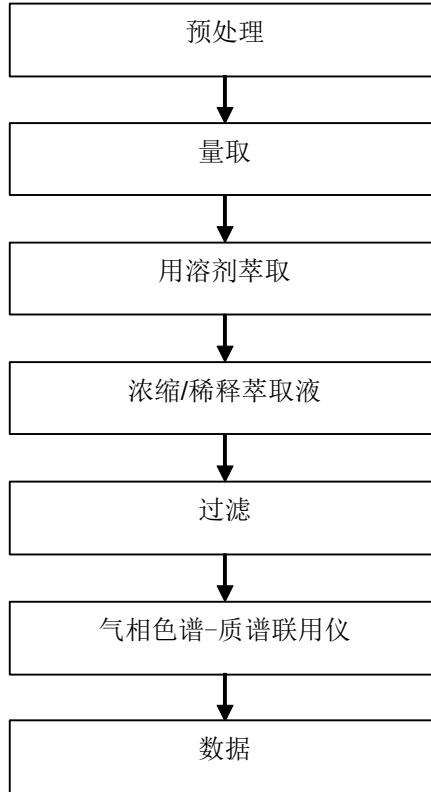 预处理
量取
用溶剂萃取
浓缩/稀释萃取液
过滤
气相色谱-质谱联用仪
数据